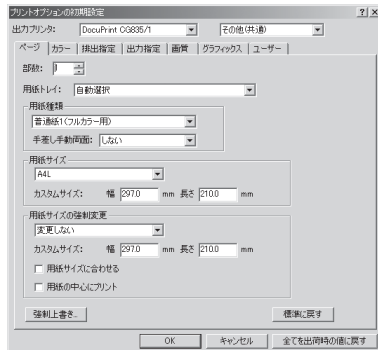 プリントオプションの初期設定
出力プリンタ: DocuPrint CG835/1 その他(共通)
ページ カラー 排出指定 出力指定 画質 グラフィックス ユーザー
部数: 1
用紙トレイ: 自動選択
用紙種類
普通紙1(フルカラー用)
手差し手動両面: しない
用紙サイズ
A4L
カスタムサイズ: 幅 297.0 mm 長さ 210.0 mm
用紙サイズの強制変更
変更しない
カスタムサイズ: 幅 297.0 mm 長さ 210.0 mm
用紙サイズに合わせる
用紙の中心にプリント
強制上書き.. 標準に戻す
OK キャンセル 全てを出荷時の値に戻す